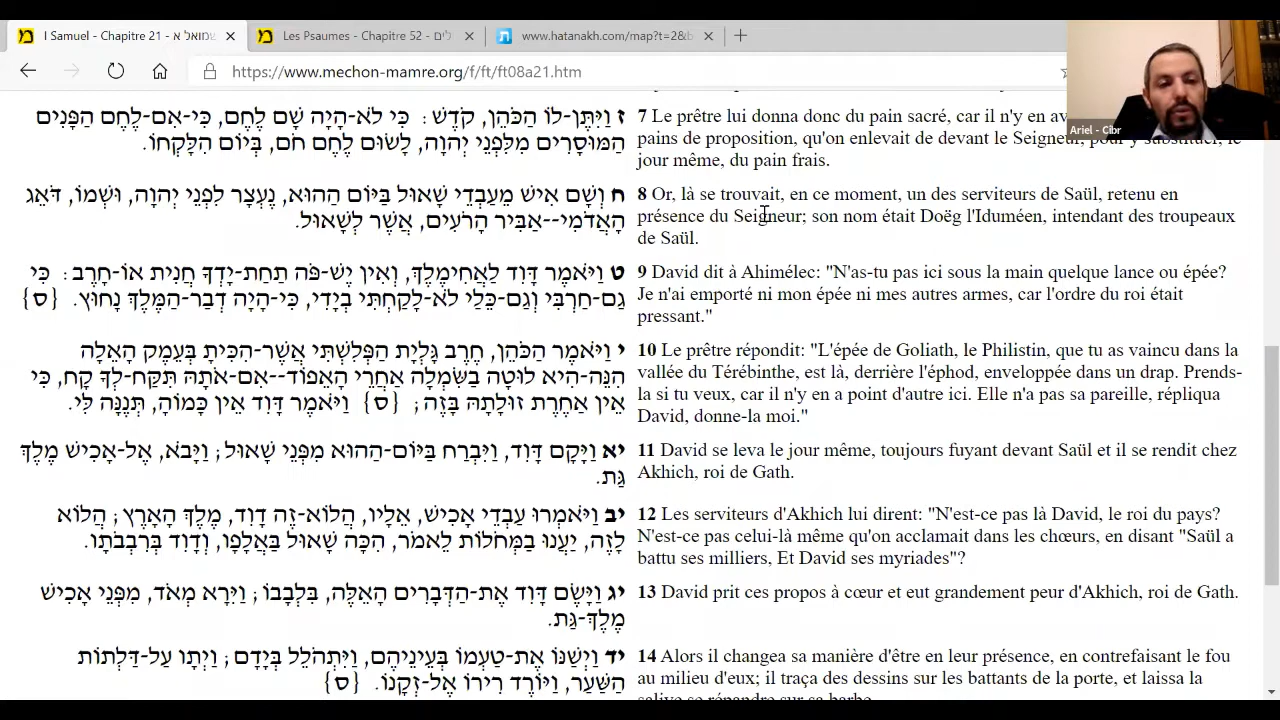 I Samuel - Chapitre 21 - שמואל א
Les Psaumes - Chapitre 52 - לים
www.hatanakh.com/map?t=2&b
https://www.mechon-mamre.org/f/ft/ft08a21.htm
Ariel - Cibr
ז וַיִּתֶּן-לוֹ הַכֹּהֵן, קֹדֶשׁ: כִּי לֹא-הָיָה שָׁם לֶחֶם, כִּי-אִם-לֶחֶם הַפָּנִים
הַמּוּסָרִים מִלִּפְנֵי יְהוָה, לָשׂוּם לֶחֶם חֹם, בְּיוֹם הִלָּקְחוֹ.
7 Le prêtre lui donna donc du pain sacré, car il n'y en av
pains de proposition, qu'on enlevait de devant le Seigneur, pour y substituer, le
jour même, du pain frais.
ח וְשָׁם אִישׁ מֵעַבְדֵי שָׁאוּל בַּיּוֹם הַהוּא, נֶעְצָר לִפְנֵי יְהוָה, וּשְׁמוֹ, דֹּאֵג
הָאֲדֹמִי--אַבִּיר הָרֹעִים, אֲשֶׁר לְשָׁאוּל.
8 Or, là se trouvait, en ce moment, un des serviteurs de Saül, retenu en
présence du Seigneur; son nom était Doëg l'Iduméen, intendant des troupeaux
de Saül.
ט וַיֹּאמֶר דָּוִד לַאֲחִימֶלֶךְ, וְאִין יֶשׁ-פֹּה תַחַת-יָדְךָ חֲנִית אוֹ-חָרֶב: כִּי
גַם-חַרְבִּי וְגַם-כֵּלַי לֹא-לָקַחְתִּי בְיָדִי, כִּי-הָיָה דְבַר-הַמֶּלֶךְ נָחוּץ. {ס}
9 David dit à Ahimélec: "N'as-tu pas ici sous la main quelque lance ou épée?
Je n'ai emporté ni mon épée ni mes autres armes, car l'ordre du roi était
pressant."
י וַיֹּאמֶר הַכֹּהֵן, חֶרֶב גָּלְיָת הַפְּלִשְׁתִּי אֲשֶׁר-הִכִּיתָ בְּעֵמֶק הָאֵלָה
הִנֵּה-הִיא לוּטָה בַשִּׂמְלָה אַחֲרֵי הָאֵפוֹד--אִם-אֹתָהּ תִּקַּח-לְךָ קָח, כִּי
אֵין אַחֶרֶת זוּלָתָהּ בָּזֶה; {ס} וַיֹּאמֶר דָּוִד אֵין כָּמוֹהָ, תְּנֶנָּה לִּי.
10 Le prêtre répondit: "L'épée de Goliath, le Philistin, que tu as vaincu dans la
vallée du Térébinthe, est là, derrière l'éphod, enveloppée dans un drap. Prends-
la si tu veux, car il n'y en a point d'autre ici. Elle n'a pas sa pareille, répliqua
David, donne-la moi."
יא וַיָּקָם דָּוִד, וַיִּבְרַח בַּיּוֹם-הַהוּא מִפְּנֵי שָׁאוּל; וַיָּבֹא, אֶל-אָכִישׁ מֶלֶךְ
גַּת.
11 David se leva le jour même, toujours fuyant devant Saül et il se rendit chez
Akhich, roi de Gath.
יב וַיֹּאמְרוּ עַבְדֵי אָכִישׁ, אֵלָיו, הֲלוֹא-זֶה דָוִד, מֶלֶךְ הָאָרֶץ; הֲלוֹא
לָזֶה, יַעֲנוּ בַמְּחֹלוֹת לֵאמֹר, הִכָּה שָׁאוּל בַּאֲלָפָו, וְדָוִד בְּרִבְבֹתָו.
12 Les serviteurs d'Akhich lui dirent: "N'est-ce pas là David, le roi du pays?
N'est-ce pas celui-là même qu'on acclamait dans les chœurs, en disant "Saül a
battu ses milliers, Et David ses myriades"?
יג וַיָּשֶׂם דָּוִד אֶת-הַדְּבָרִים הָאֵלֶּה, בִּלְבָבוֹ; וַיִּרָא מְאֹד, מִפְּנֵי אָכִישׁ
מֶלֶךְ-גַּת.
13 David prit ces propos à cœur et eut grandement peur d'Akhich, roi de Gath.
יד וַיְשַׁנּוֹ אֶת-טַעְמוֹ בְּעֵינֵיהֶם, וַיִּתְהֹלֵל בְּיָדָם; וַיְתָו עַל-דַּלְתוֹת
הַשַּׁעַר, וַיּוֹרֶד רִירוֹ אֶל-זְקָנוֹ. {ס}
14 Alors il changea sa manière d'être en leur présence, en contrefaisant le fou
au milieu d'eux; il traça des dessins sur les battants de la porte, et laissa la
salive se répandre sur sa barbe.